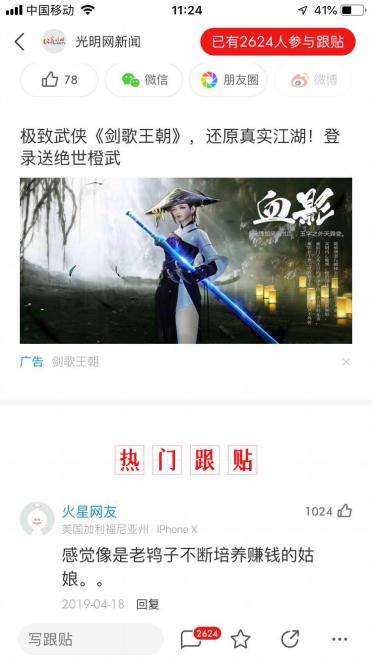 中国移动
11:24
41%
光明网新闻
已有2624人参与跟贴
78
微信
朋友圈
微博
极致武侠《剑歌王朝》，还原真实江湖！登
录送绝世橙武
血影
广告 剑歌王朝
热门跟贴
火星网友
1024
美国加利福尼亚州 iPhone X
感觉像是老鸨子不断培养赚钱的姑
娘。。
2019-04-18 回复
写跟贴
2624